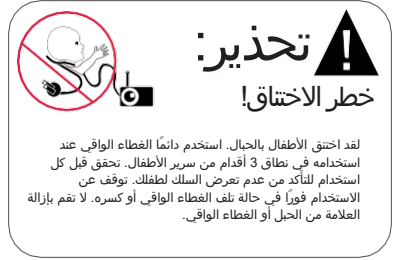 تحذير:
خطر الاختناق!
لقد اختنق الأطفال بالحبال. استخدم دائمًا الغطاء الواقي عند
استخدامه في نطاق 3 أقدام من سرير الأطفال. تحقق قبل كل
استخدام للتأكد من عدم تعرض السلك لطفلك. توقف عن
الاستخدام فورًا في حالة تلف الغطاء الواقي أو كسره. لا تقم بإزالة
العلامة من الحبل أو الغطاء الواقي.